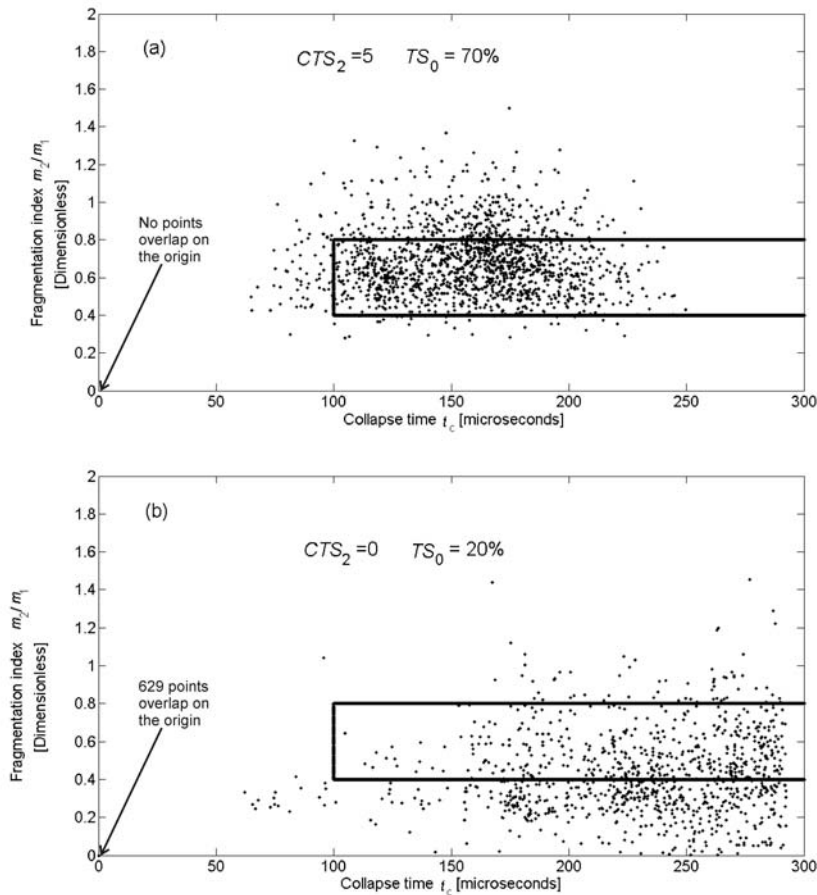 (a)
CTS2 =5 TS0 = 70%
Fragmentation index m2/m1
[Dimensionless]
2
1.8
1.6
1.4
1.2
1
0.8
0.6
0.4
0.2
0
No points
overlap on
the origin
0 50 100 150 200 250 300
Collapse time tc [microseconds]
(b)
CTS2 =0 TS0 = 20%
Fragmentation index m2/m1
[Dimensionless]
2
1.8
1.6
1.4
1.2
1
0.8
0.6
0.4
0.2
0
629 points
overlap on
the origin
0 50 100 150 200 250 300
Collapse time tc [microseconds]